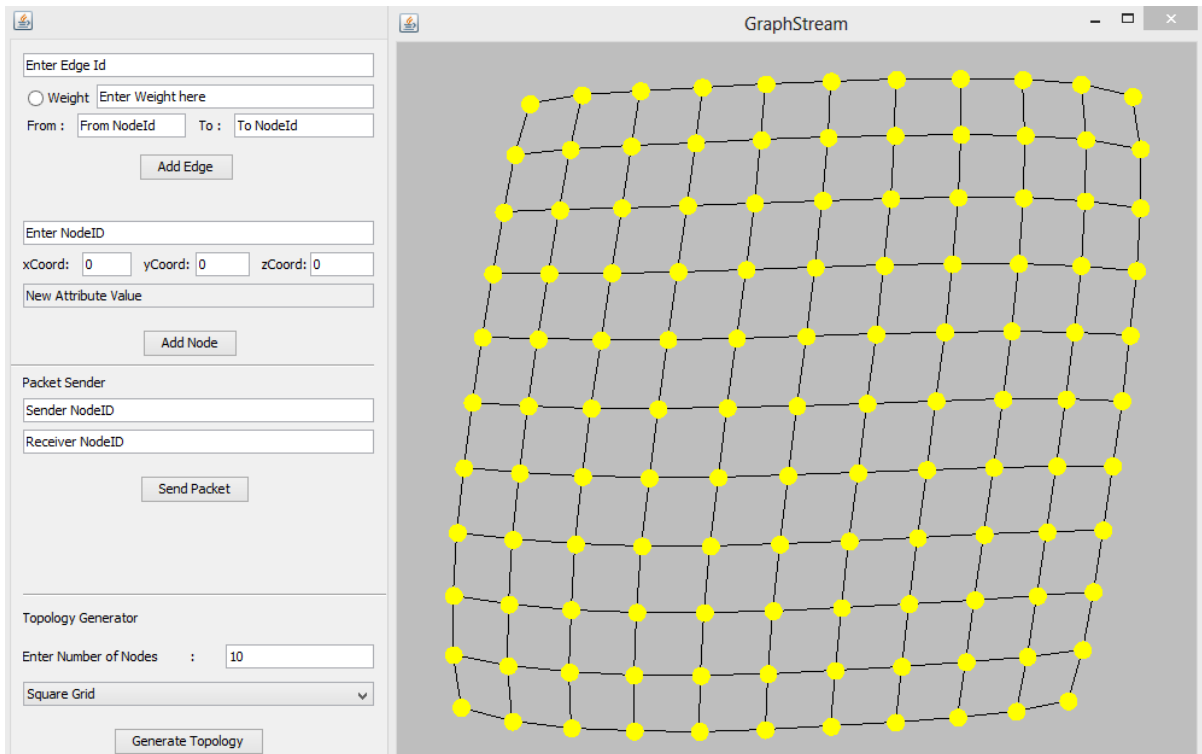 GraphStream
Enter Edge Id
Weight Enter Weight here
From : From NodeId To : To NodeId
Add Edge
Enter NodeID
xCoord: 0 yCoord: 0 zCoord: 0
New Attribute Value
Add Node
Packet Sender
Sender NodeID
Receiver NodeID
Send Packet
Topology Generator
Enter Number of Nodes : 10
Square Grid
Generate Topology